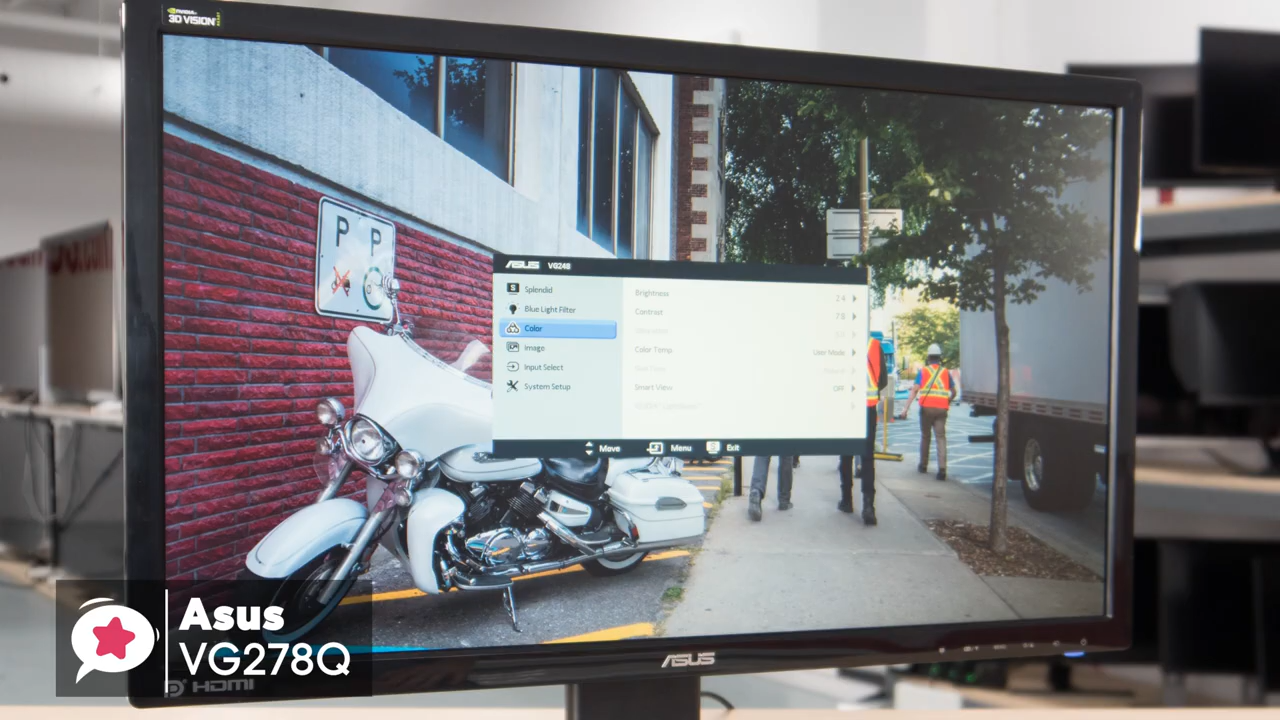 NVIDIA
3D VISION
P P
ASUS VG248
Splendid
Blue Light Filter
Color
Image
Input Select
System Setup
Brightness
24
Contrast
78
Color Temp.
User Mode
Smart View
OFF
Move Menu Exit
Asus
VG278Q
HDMI
ASUS